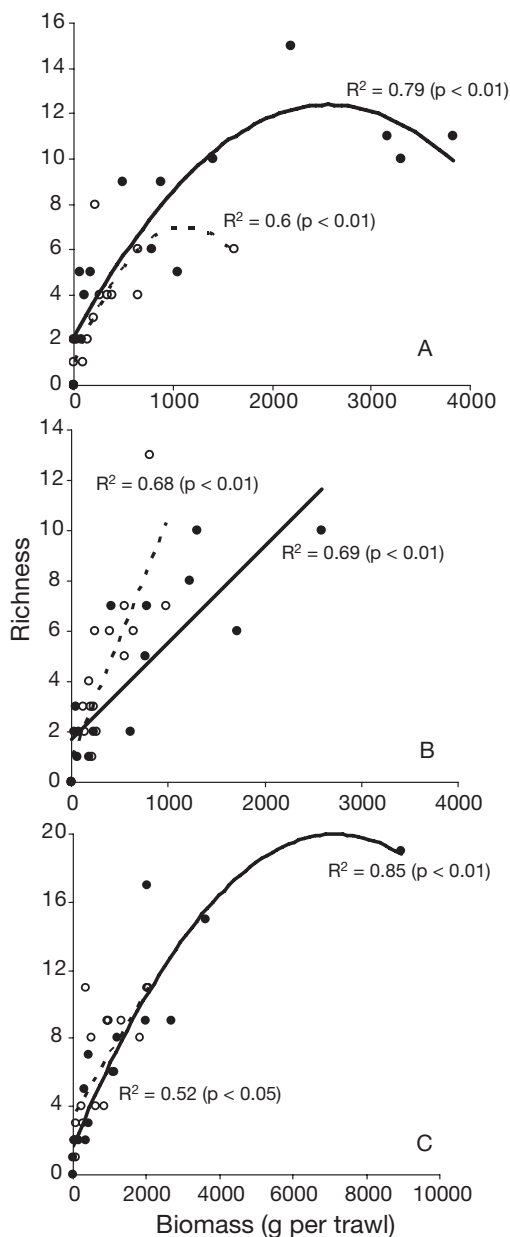 16
14
R² = 0.79 (p < 0.01)
12
10
8
R² = 0.6 (p < 0.01)
6
4
2
A
0
0 1000 2000 3000 4000
14
12
R² = 0.68 (p < 0.01)
10
R² = 0.69 (p < 0.01)
8
Richness
6
4
2
B
0
0 1000 2000 3000 4000
20
R² = 0.85 (p < 0.01)
16
12
8
R² = 0.52 (p < 0.05)
4
C
0
0 2000 4000 6000 8000 10000
Biomass (g per trawl)